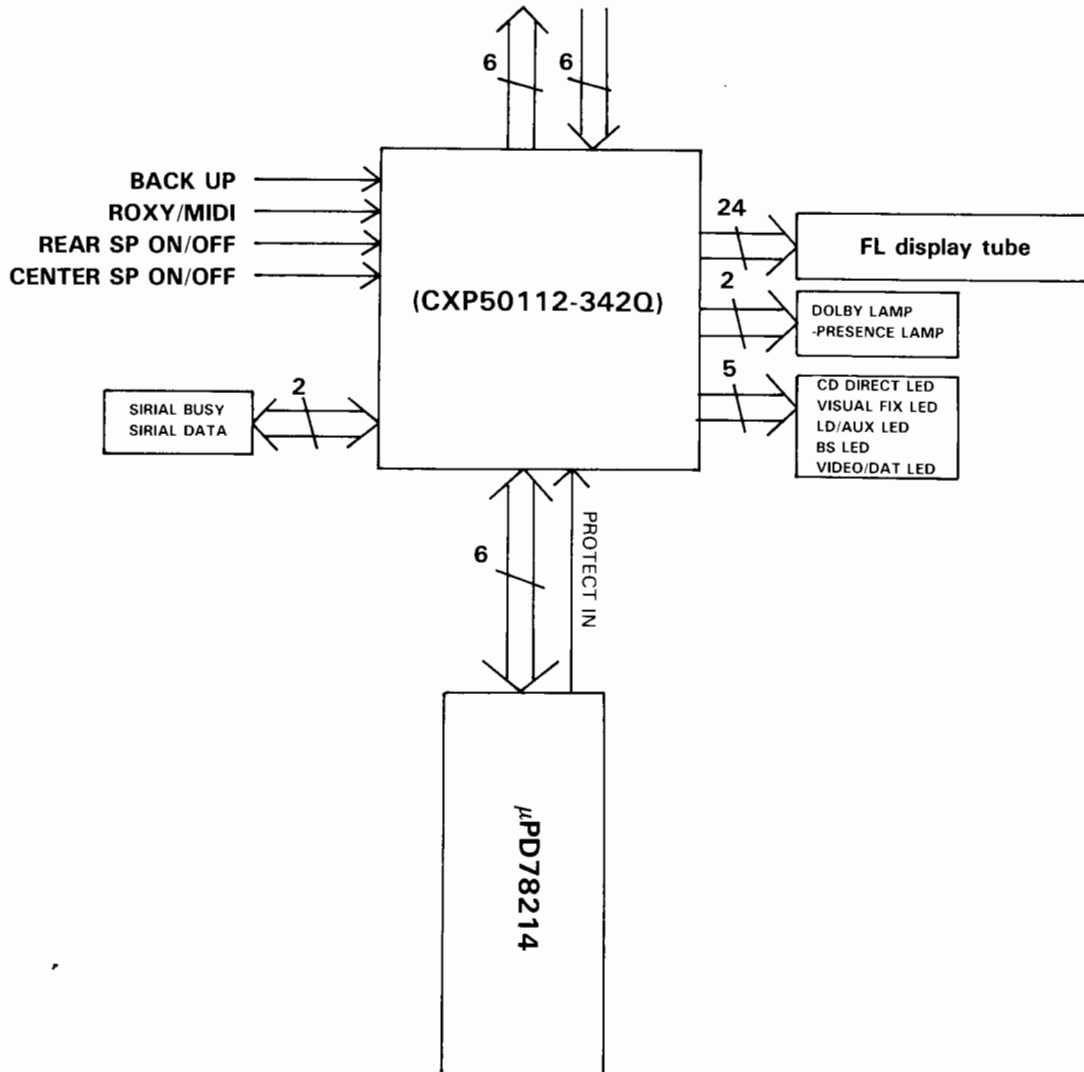 6 6
BACK UP
ROXY/MIDI
REAR SP ON/OFF
CENTER SP ON/OFF
(CXP50112-342Q)
24
FL display tube
2
DOLBY LAMP
-PRESENCE LAMP
5
CD DIRECT LED
VISUAL FIX LED
LD/AUX LED
BS LED
VIDEO/DAT LED
2
SIRIAL BUSY
SIRIAL DATA
6
PROTECT IN
μPD78214